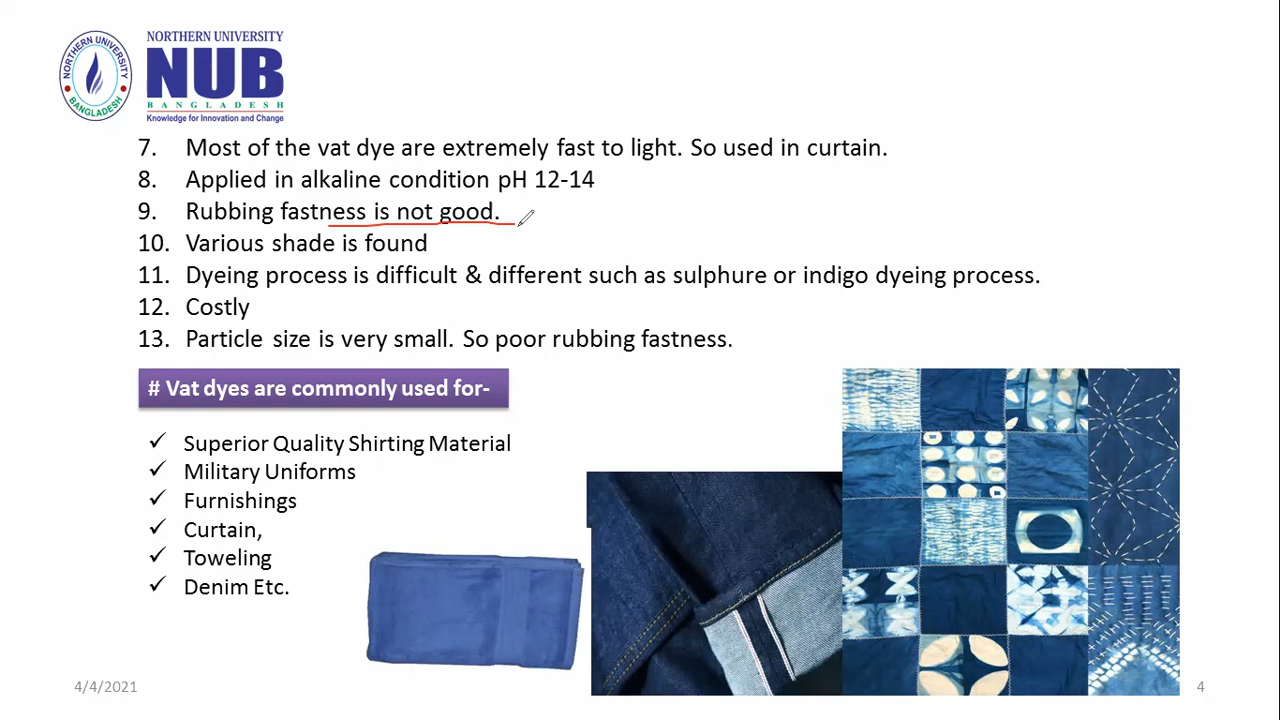 NORTHERN UNIVERSITY
BANGLADESH
NORTHERN UNIVERSITY
NUB
BANGLADESH
Knowledge for Innovation and Change
7. Most of the vat dye are extremely fast to light. So used in curtain.
8. Applied in alkaline condition pH 12-14
9. Rubbing fastness is not good.
10. Various shade is found
11. Dyeing process is difficult & different such as sulphure or indigo dyeing process.
12. Costly
13. Particle size is very small. So poor rubbing fastness.
# Vat dyes are commonly used for-
✓ Superior Quality Shirting Material
✓ Military Uniforms
✓ Furnishings
✓ Curtain,
✓ Toweling
✓ Denim Etc.
4/4/2021
4